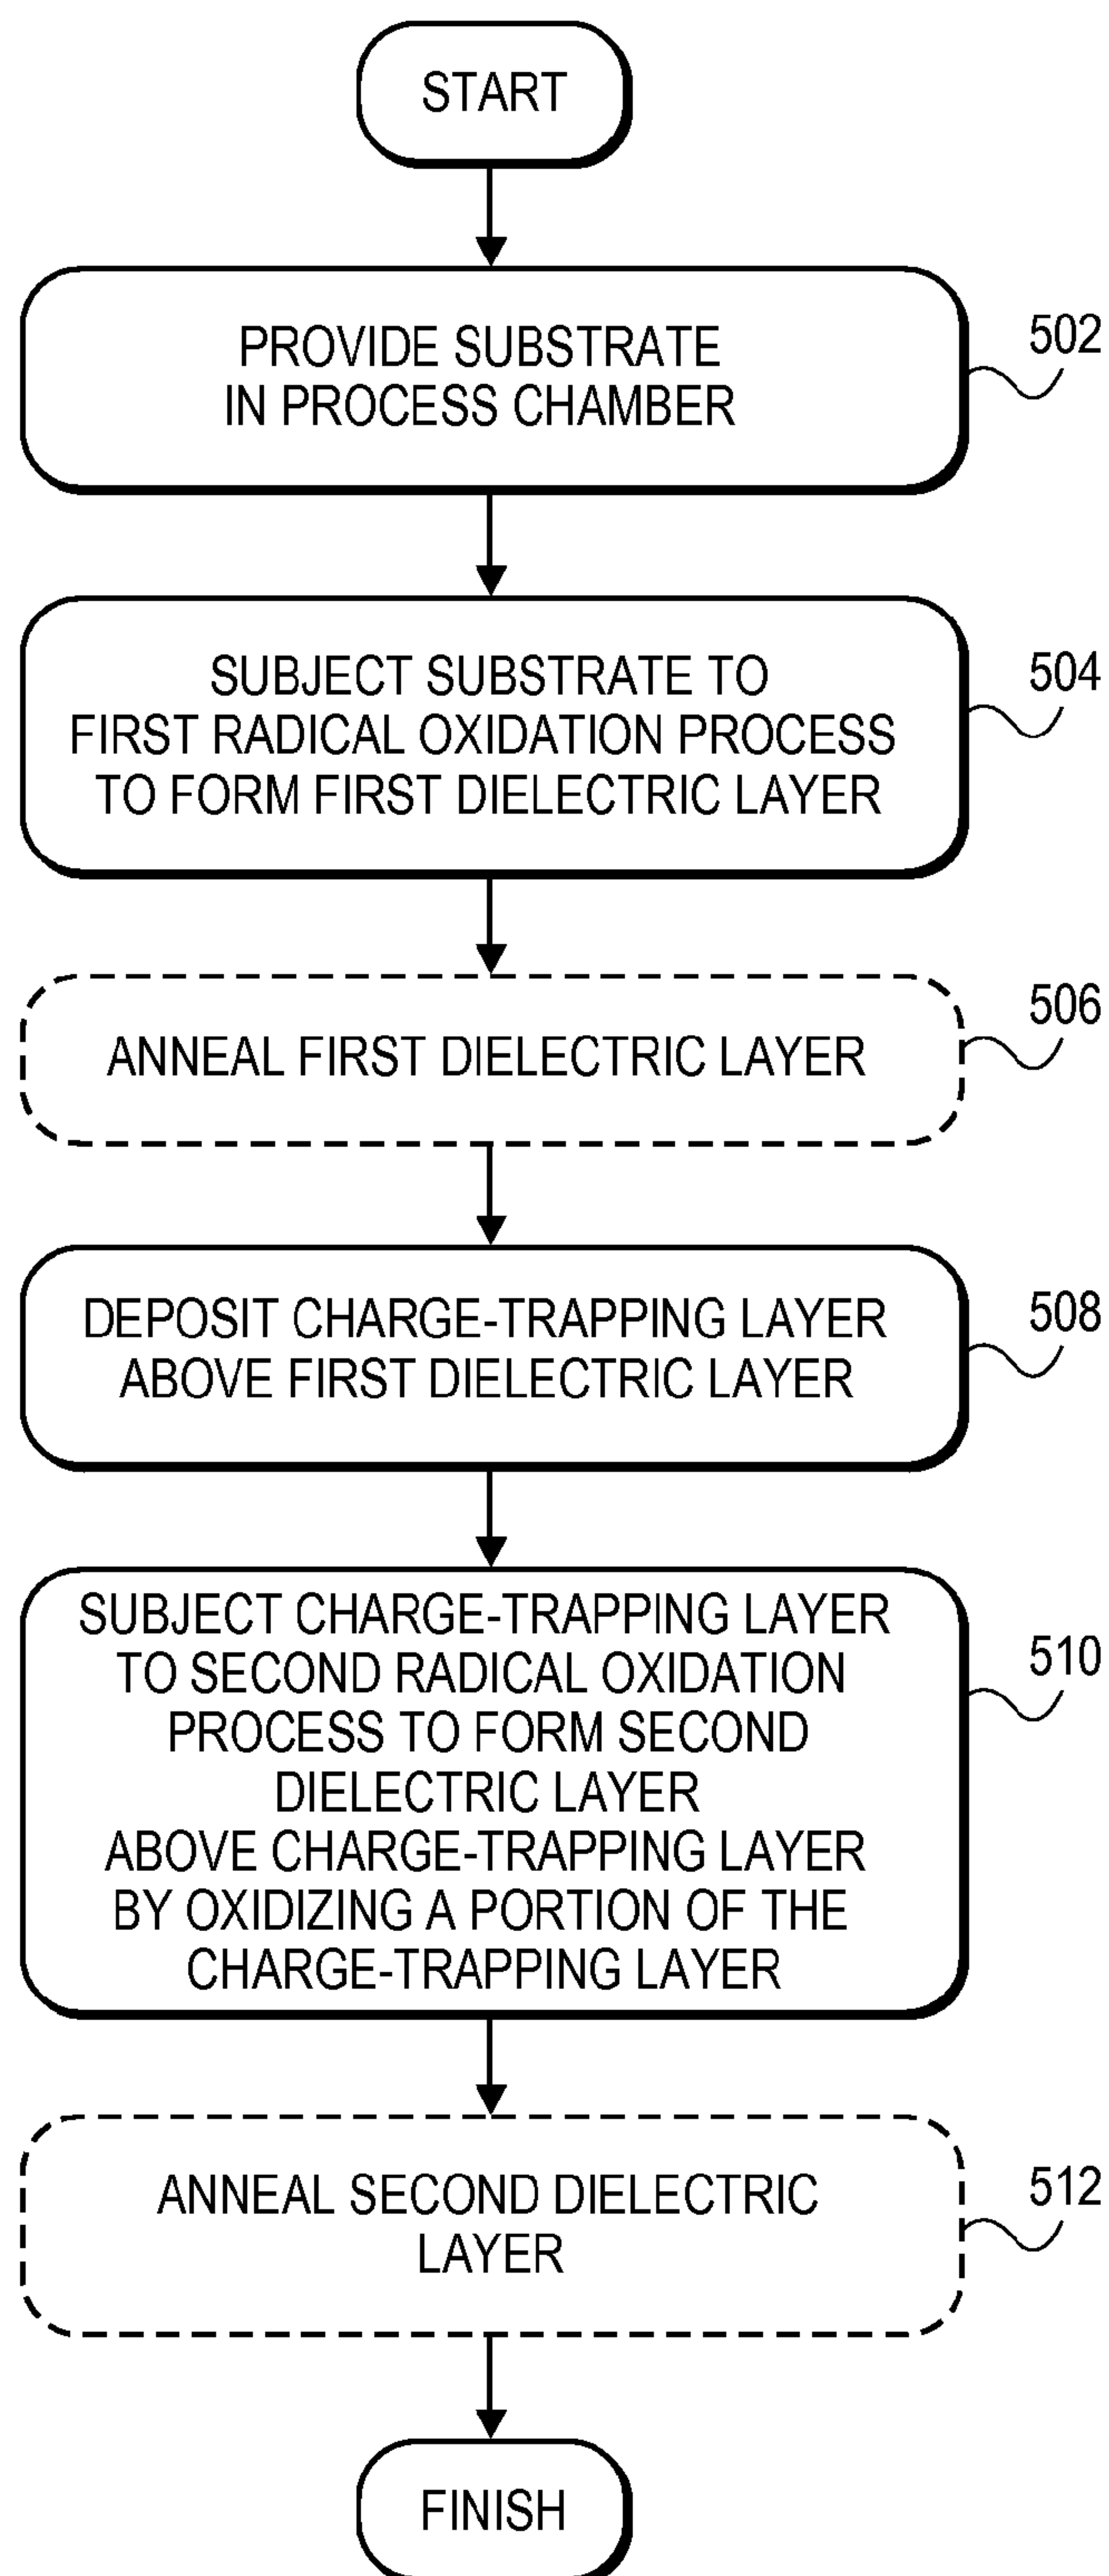 START
PROVIDE SUBSTRATE
IN PROCESS CHAMBER
502
SUBJECT SUBSTRATE TO
FIRST RADICAL OXIDATION PROCESS
TO FORM FIRST DIELECTRIC LAYER
504
ANNEAL FIRST DIELECTRIC LAYER
506
DEPOSIT CHARGE-TRAPPING LAYER
ABOVE FIRST DIELECTRIC LAYER
508
SUBJECT CHARGE-TRAPPING LAYER
TO SECOND RADICAL OXIDATION
PROCESS TO FORM SECOND
DIELECTRIC LAYER
ABOVE CHARGE-TRAPPING LAYER
BY OXIDIZING A PORTION OF THE
CHARGE-TRAPPING LAYER
510
ANNEAL SECOND DIELECTRIC
LAYER
512
FINISH